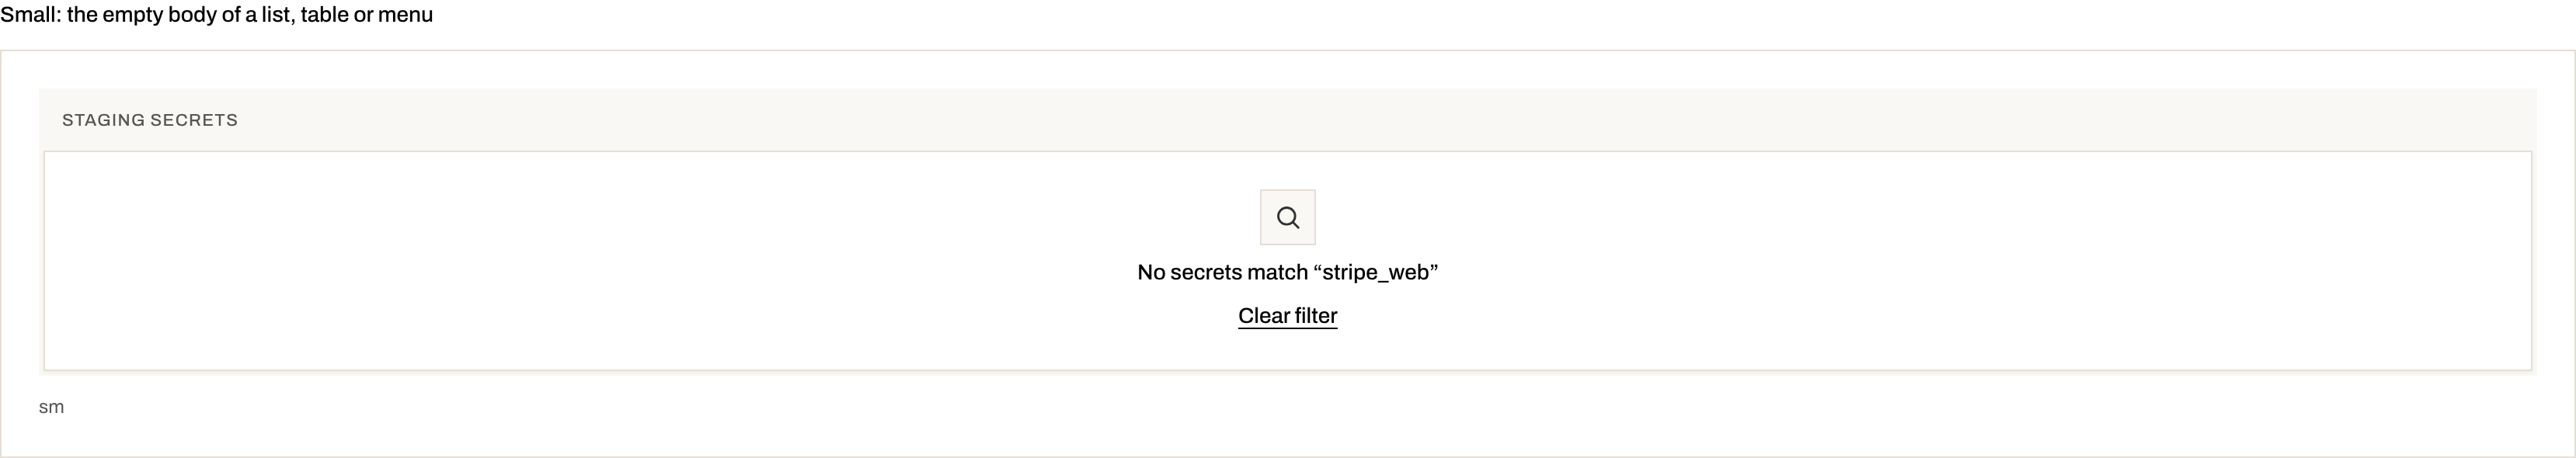 Small: the empty body of a list, table or menu
STAGING SECRETS
No secrets match “stripe_web”
Clear filter
sm